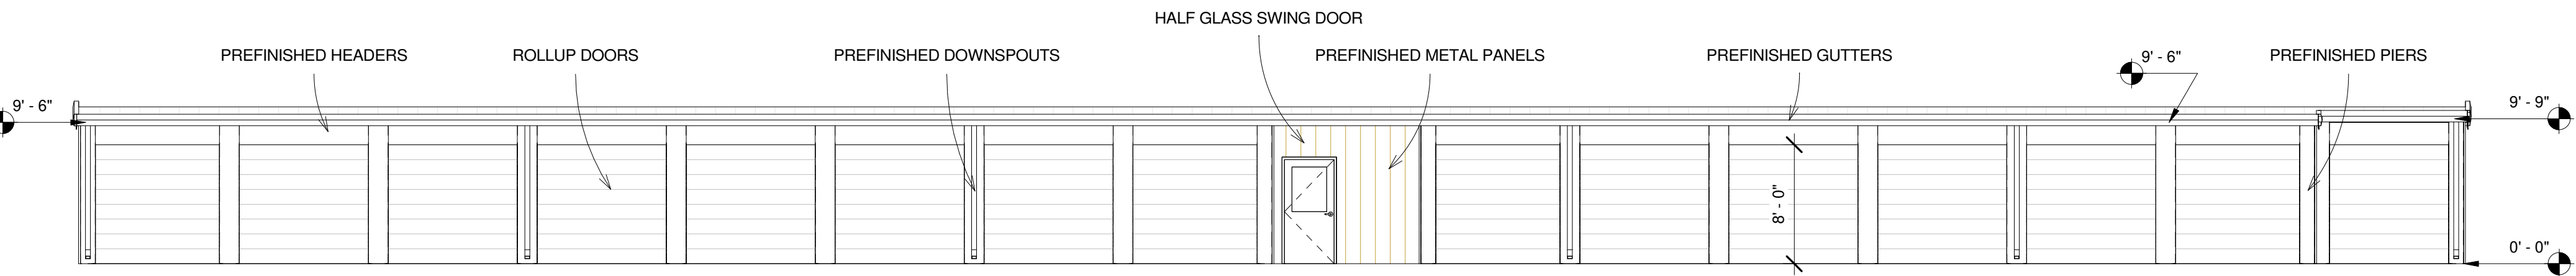 HALF GLASS SWING DOOR
PREFINISHED HEADERS
ROLLUP DOORS
PREFINISHED DOWNSPOUTS
PREFINISHED METAL PANELS
PREFINISHED GUTTERS
9' - 6"
PREFINISHED PIERS
9' - 6"
9' - 9"
8' - 0"
0' - 0"